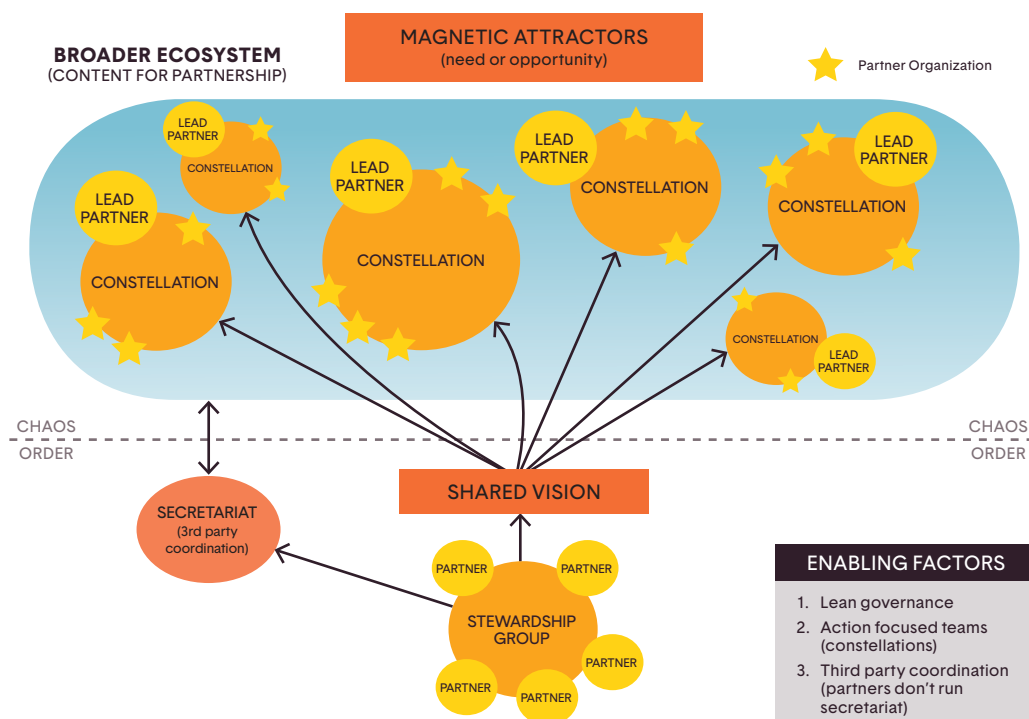 MAGNETIC ATTRACTORS
(need or opportunity)
BROADER ECOSYSTEM
(CONTENT FOR PARTNERSHIP)
Partner Organization
LEAD
PARTNER
CONSTELLATION
LEAD
PARTNER
CONSTELLATION
LEAD
PARTNER
CONSTELLATION
LEAD
PARTNER
CONSTELLATION
LEAD
PARTNER
CONSTELLATION
CONSTELLATION
LEAD
PARTNER
CHAOS
ORDER
CHAOS
ORDER
SHARED VISION
SECRETARIAT
(3rd party
coordination)
PARTNER
PARTNER
STEWARDSHIP
GROUP
PARTNER
PARTNER
PARTNER
ENABLING FACTORS
1. Lean governance
2. Action focused teams
(constellations)
3. Third party coordination
(partners don't run
secretariat)